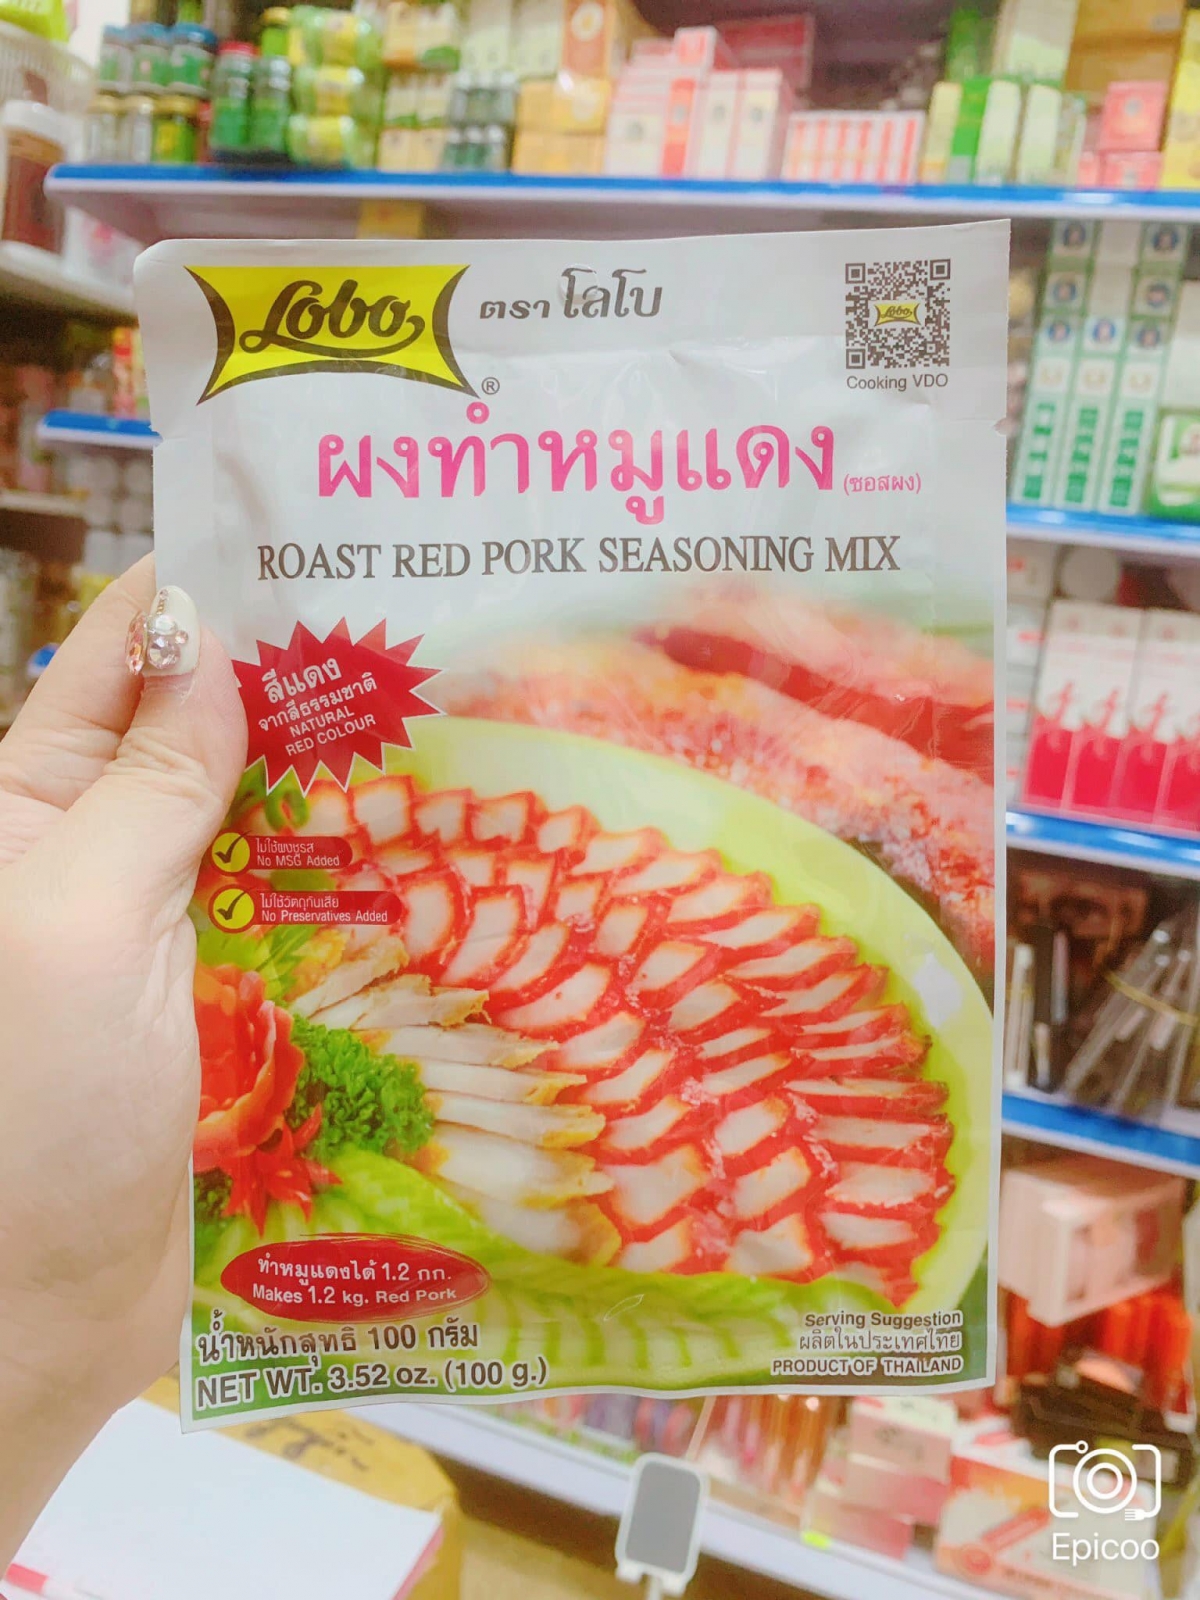 Lobo
®
ตรา โลโบ
Lobo
Cooking VDO
ผงทำหมูแดง (ซอสผง)
ROAST RED PORK SEASONING MIX
สีแดง
จากสีธรรมชาติ
NATURAL
RED COLOUR
ไม่ใช้ผงชูรส
No MSG Added
ไม่ใช้วัตถุกันเสีย
No Preservatives Added
ทำหมูแดงได้ 1.2 กก.
Makes 1.2 kg. Red Pork
น้ำหนักสุทธิ 100 กรัม
NET WT. 3.52 oz. (100 g.)
Serving Suggestion
ผลิตในประเทศไทย
PRODUCT OF THAILAND
Epicoo